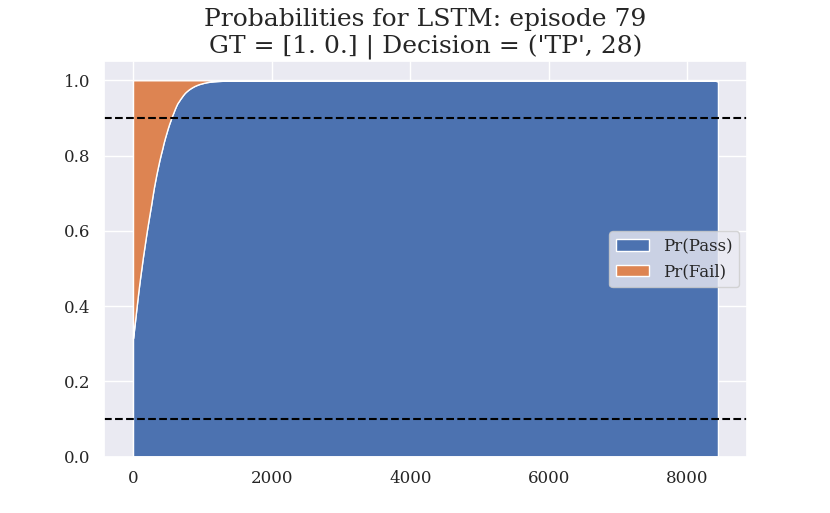 Probabilities for LSTM: episode 79
GT = [1. 0.] | Decision = ('TP', 28)
1.0
0.8
0.6
0.4
0.2
0.0
Pr(Pass)
Pr(Fail)
0 2000 4000 6000 8000